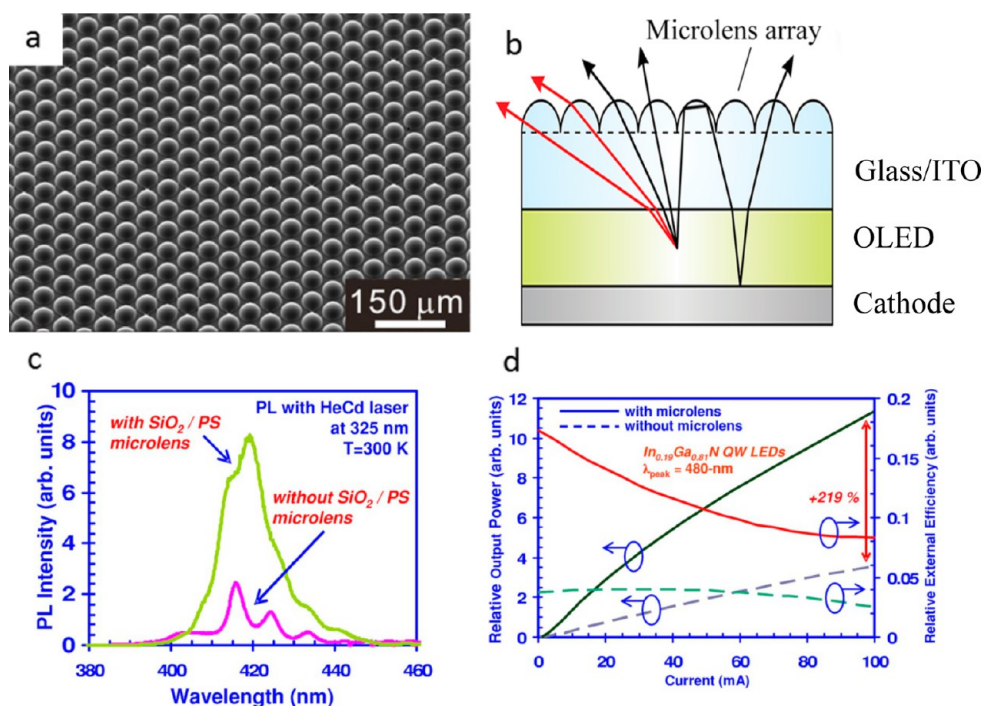 a
150 μm
b
Microlens array
Glass/ITO
OLED
Cathode
c
PL Intensity (arb. units)
10
8
6
4
2
0
with SiO2 / PS
microlens
PL with HeCd laser
at 325 nm
T=300 K
without SiO2 / PS
microlens
380
400
420
440
460
Wavelength (nm)
d
Relative Output Power (arb. units)
12
10
8
6
4
2
0
with microlens
without microlens
In0.19Ga0.81N QW LEDs
λpeak = 480-nm
+219 %
0.2
0.15
0.1
0.05
0
Relative External Efficiency (arb. units)
0
20
40
60
80
100
Current (mA)